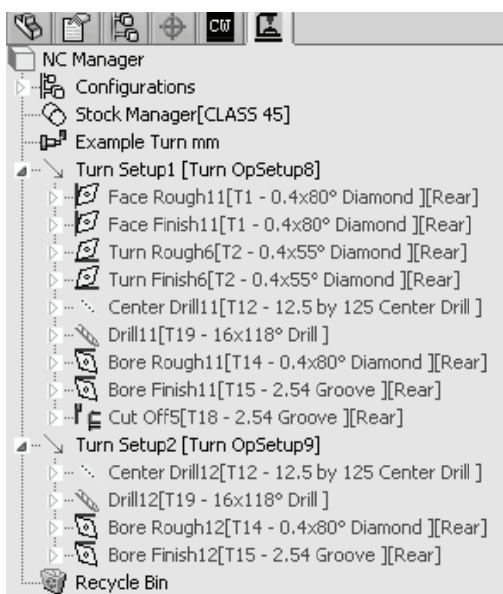 CW
NC Manager
Configurations
Stock Manager[CLASS 45]
Example Turn mm
Turn Setup1 [Turn OpSetup8]
Face Rough11[T1 - 0.4x80° Diamond ][Rear]
Face Finish11[T1 - 0.4x80° Diamond ][Rear]
Turn Rough6[T2 - 0.4x55° Diamond ][Rear]
Turn Finish6[T2 - 0.4x55° Diamond ][Rear]
Center Drill11[T12 - 12.5 by 125 Center Drill ]
Drill11[T19 - 16x118° Drill ]
Bore Rough11[T14 - 0.4x80° Diamond ][Rear]
Bore Finish11[T15 - 2.54 Groove ][Rear]
Cut Off5[T18 - 2.54 Groove ][Rear]
Turn Setup2 [Turn OpSetup9]
Center Drill12[T12 - 12.5 by 125 Center Drill ]
Drill12[T19 - 16x118° Drill ]
Bore Rough12[T14 - 0.4x80° Diamond ][Rear]
Bore Finish12[T15 - 2.54 Groove ][Rear]
Recycle Bin